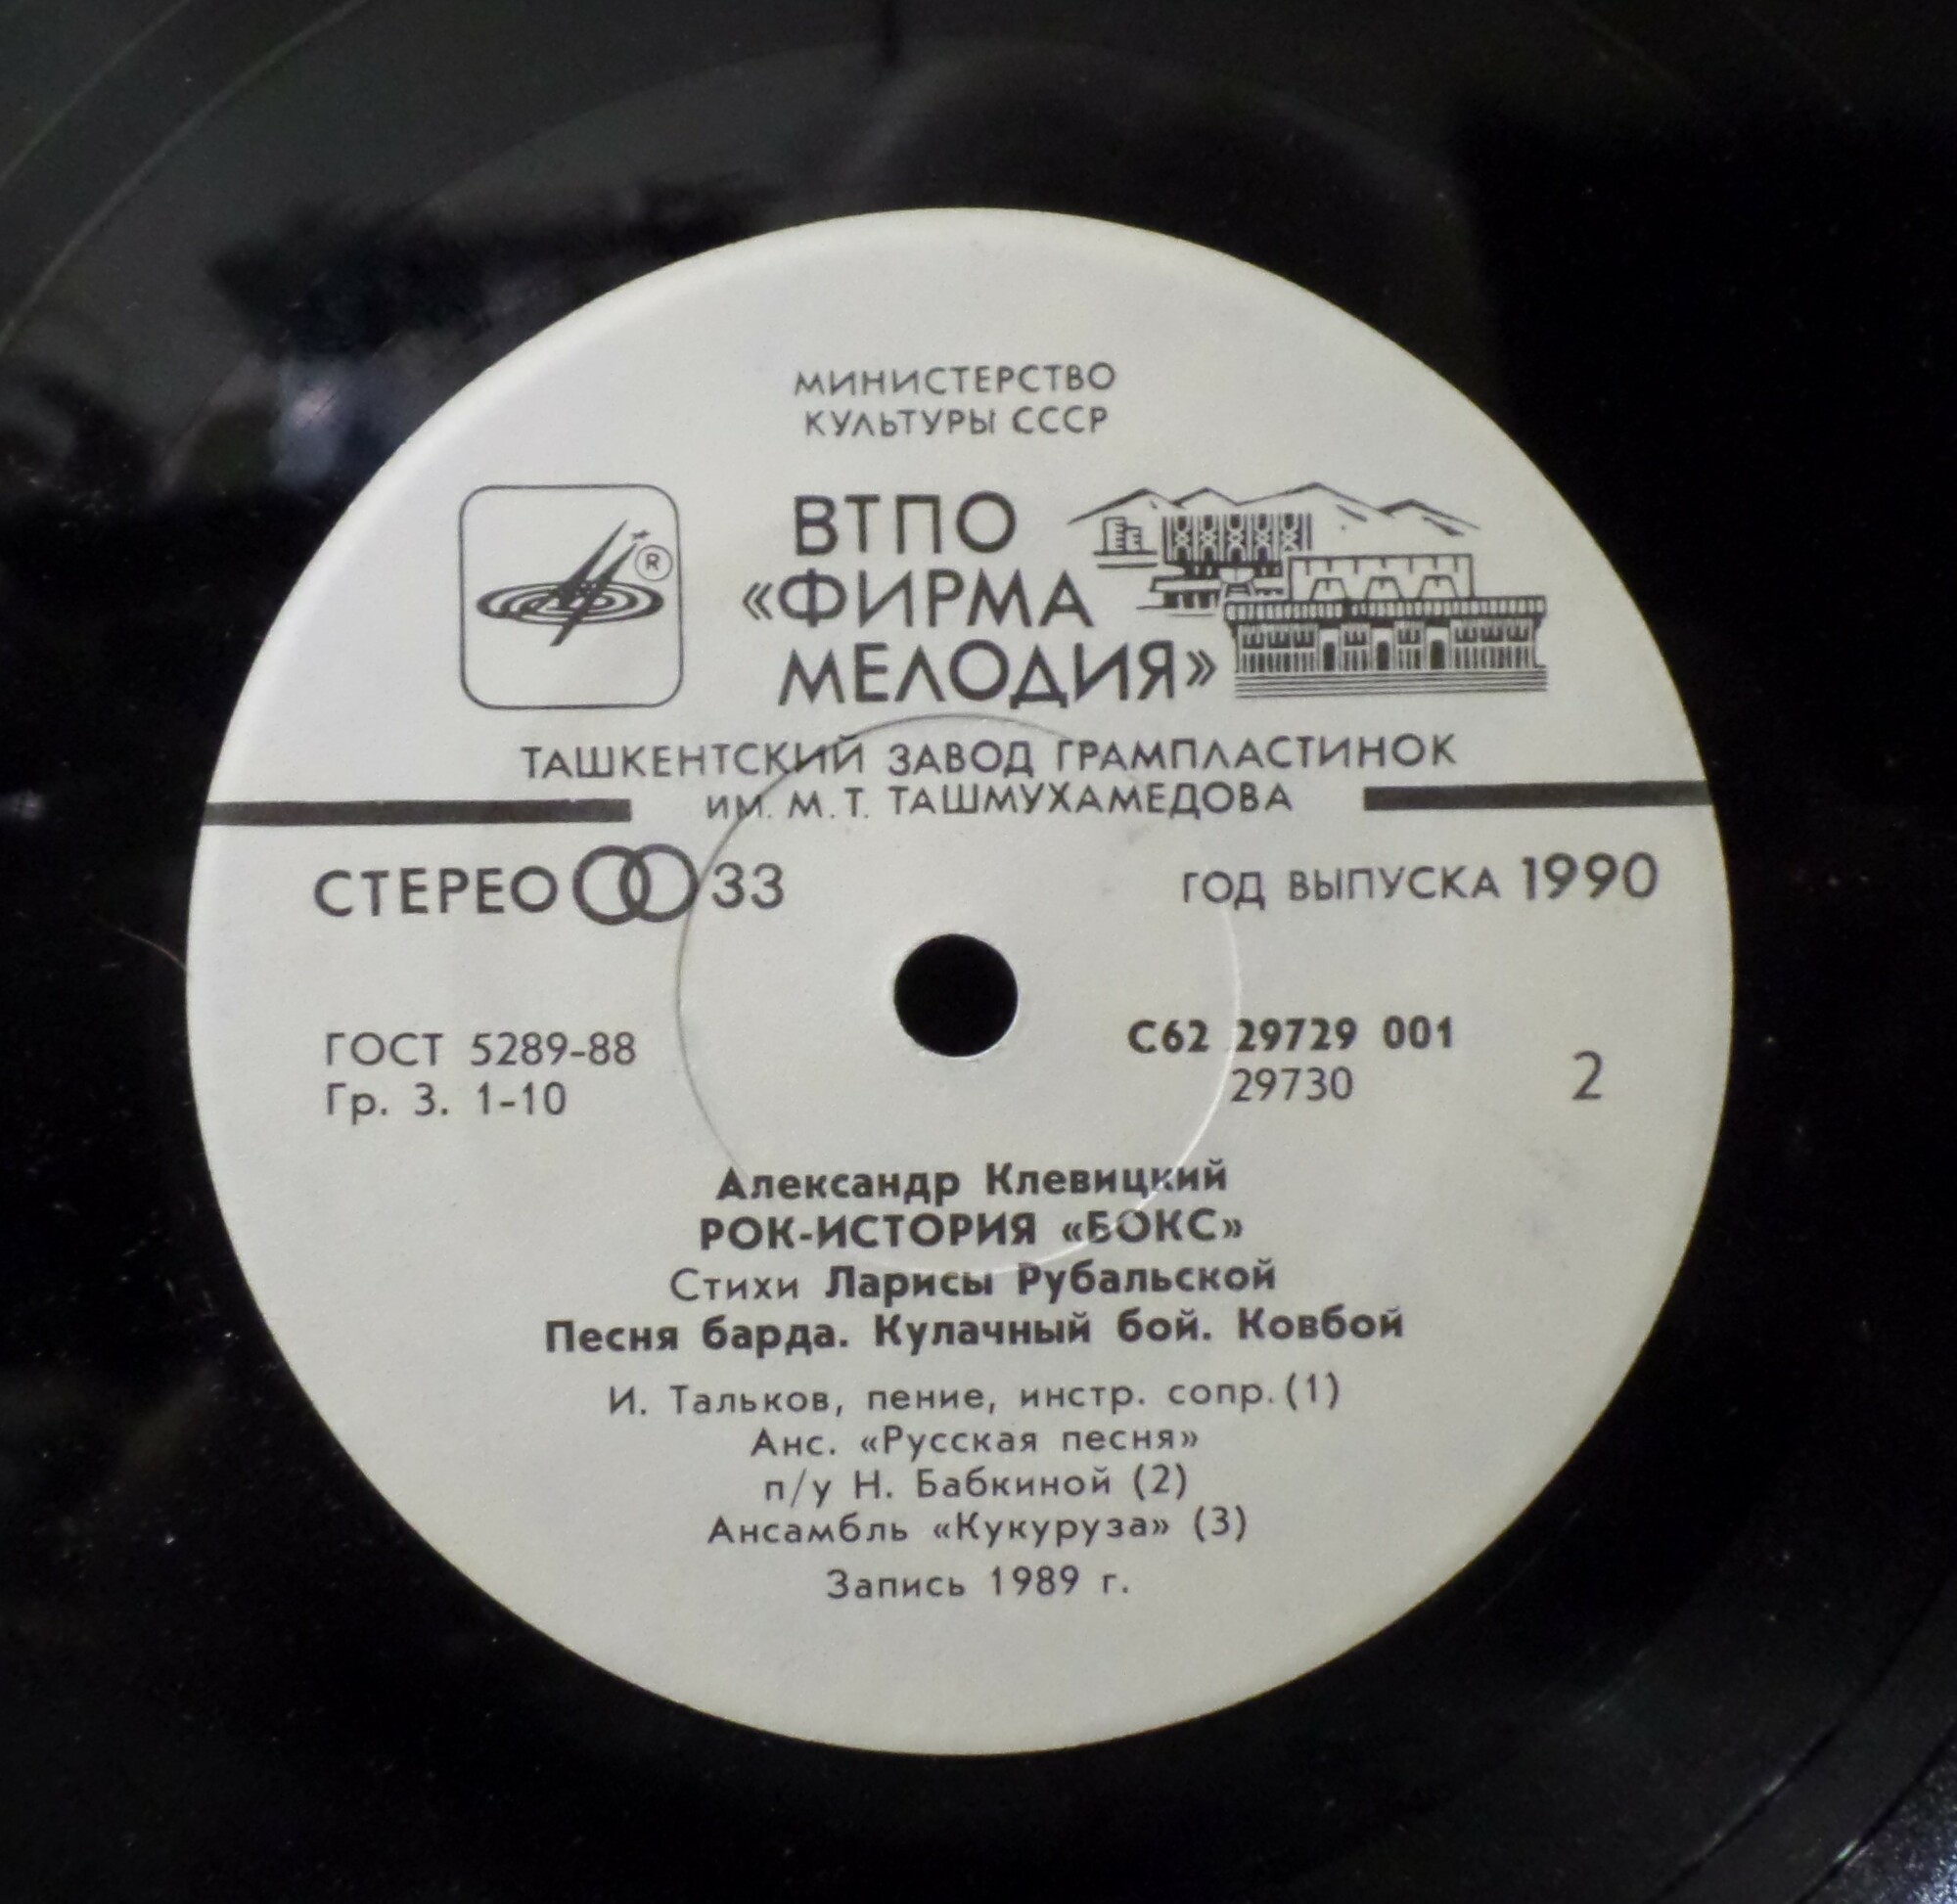 МИНИСТЕРСТВО
КУЛЬТУРЫ СССР
ВТПО
«ФИРМА
МЕЛОДИЯ»
®
ТАШКЕНТСКИЙ ЗАВОД ГРАМПЛАСТИНОК
ИМ. М. Т. ТАШМУХАМЕДОВА
СТЕРЕО 33
ГОД ВЫПУСКА 1990
ГОСТ 5289-88
Гр. 3. 1-10
С62 29729 001
29730
2
Александр Клевицкий
РОК-ИСТОРИЯ «БОКС»
Стихи Ларисы Рубальской
Песня барда. Кулачный бой. Ковбой
И. Тальков, пение, инстр. сопр. (1)
Анс. «Русская песня»
п/у Н. Бабкиной (2)
Ансамбль «Кукуруза» (3)
Запись 1989 г.